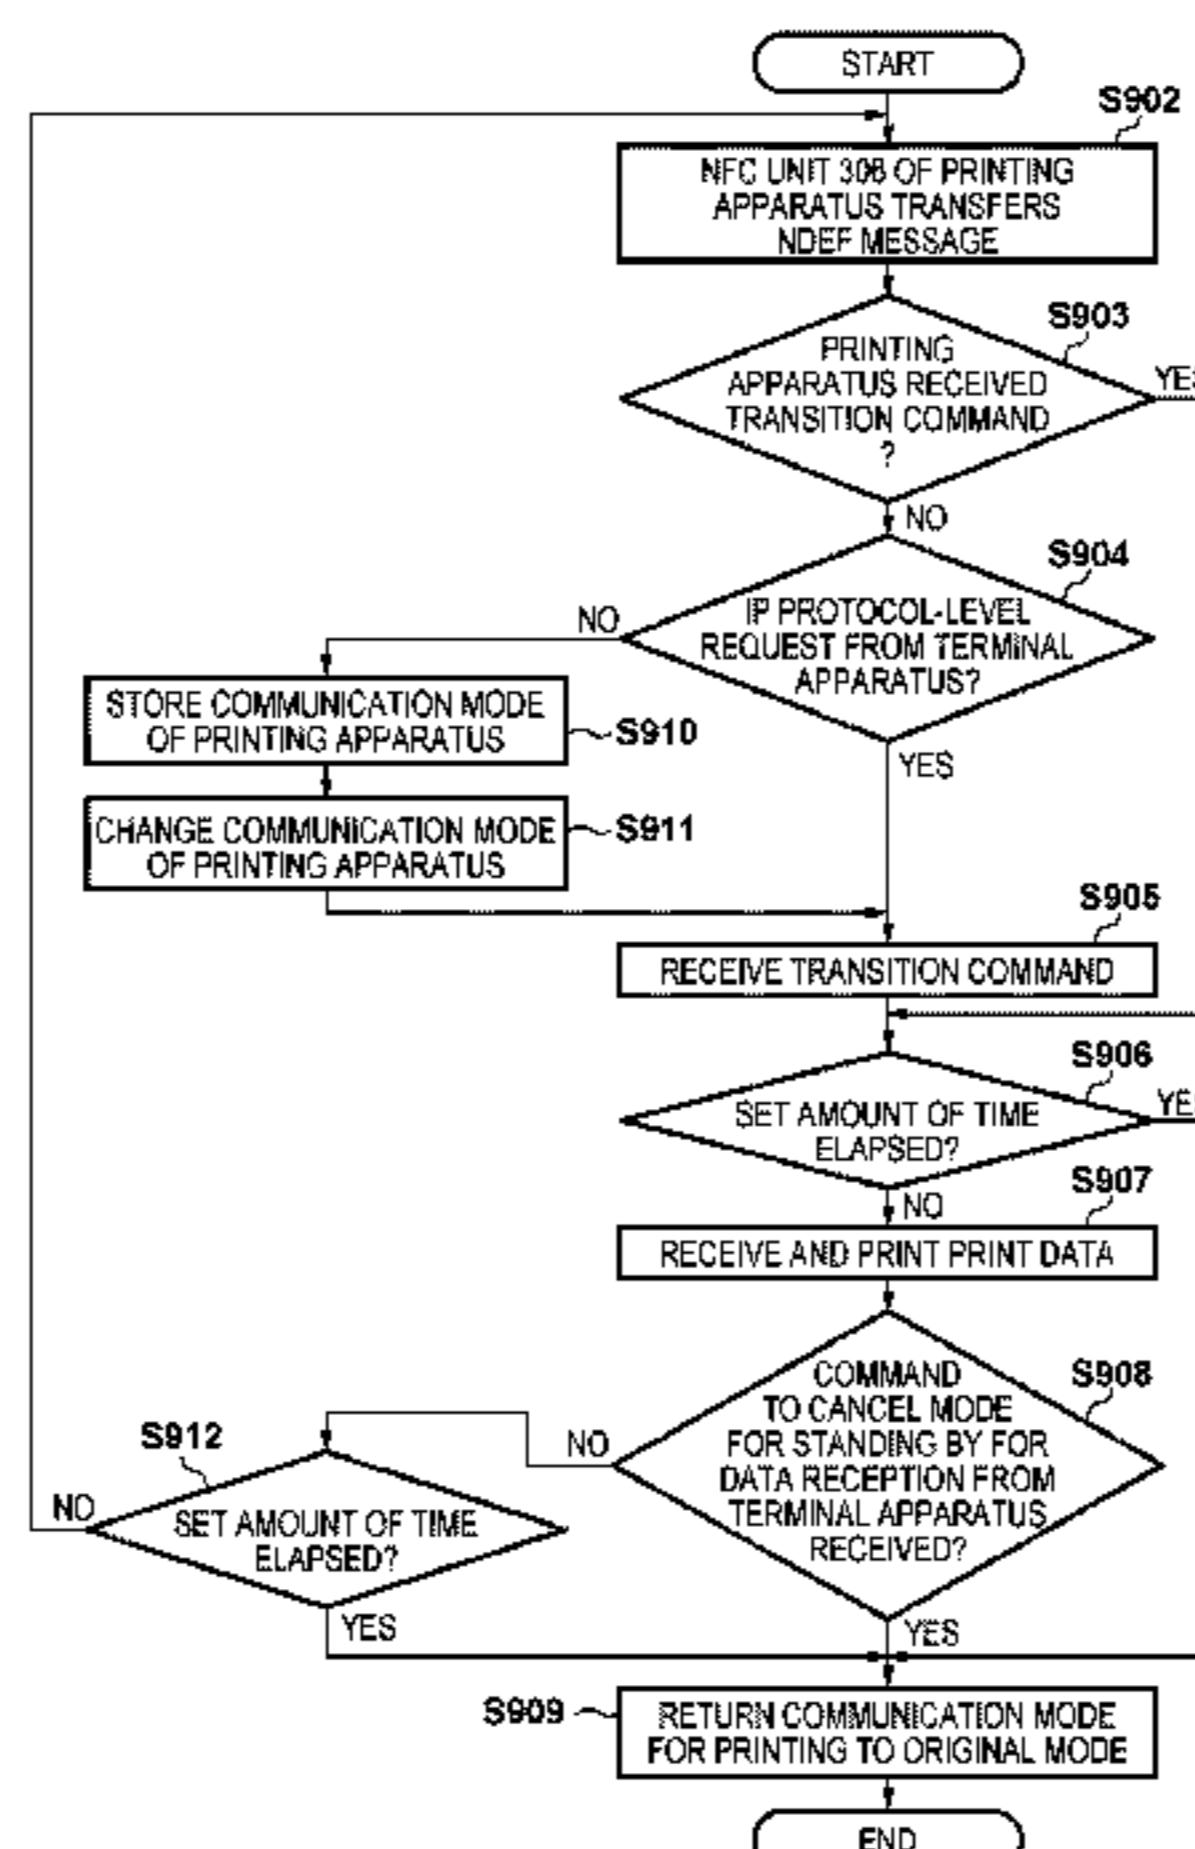 START
S902
NFC UNIT 306 OF PRINTING
APPARATUS TRANSFERS
NDEF MESSAGE
S903
PRINTING
APPARATUS RECEIVED
TRANSITION COMMAND
?
YES
NO
S904
IP PROTOCOL-LEVEL
REQUEST FROM TERMINAL
APPARATUS?
NO
YES
STORE COMMUNICATION MODE
OF PRINTING APPARATUS
S910
CHANGE COMMUNICATION MODE
OF PRINTING APPARATUS
S911
S905
RECEIVE TRANSITION COMMAND
S906
SET AMOUNT OF TIME
ELAPSED?
YES
NO
S907
RECEIVE AND PRINT PRINT DATA
S908
COMMAND
TO CANCEL MODE
FOR STANDING BY FOR
DATA RECEPTION FROM
TERMINAL APPARATUS
RECEIVED?
NO
YES
S912
SET AMOUNT OF TIME
ELAPSED?
NO
YES
S909
RETURN COMMUNICATION MODE
FOR PRINTING TO ORIGINAL MODE
END